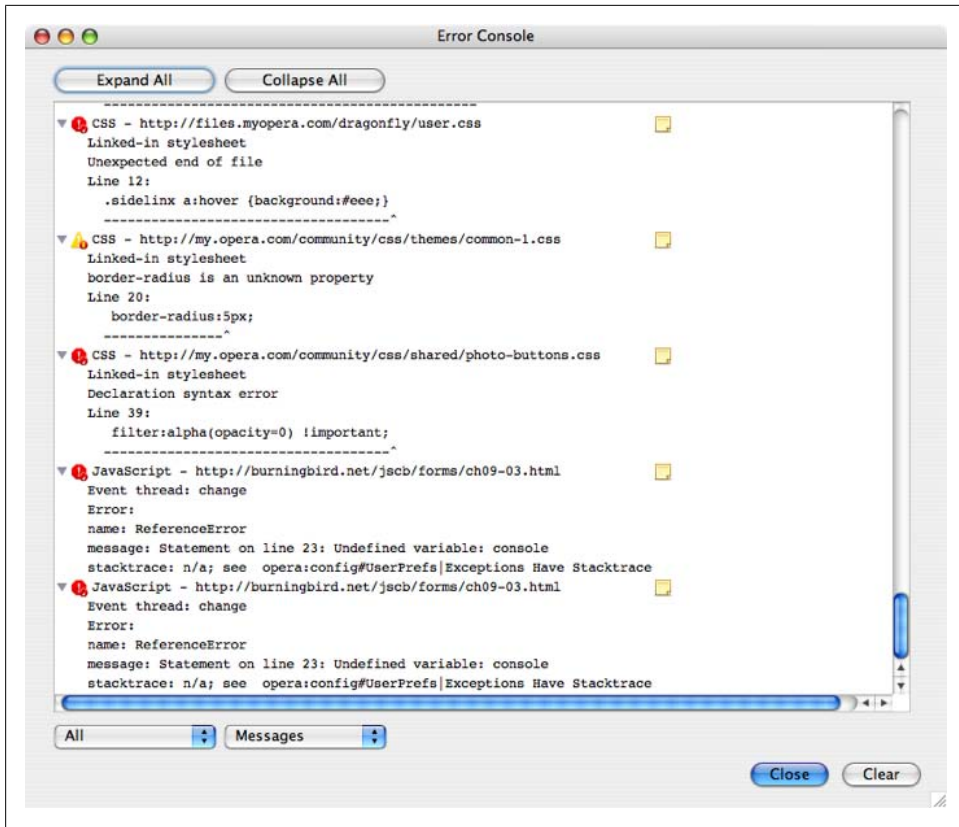 Error Console
Expand All Collapse All
-----------------------------------------------
CSS - http://files.myopera.com/dragonfly/user.css
Linked-in stylesheet
Unexpected end of file
Line 12:
.sidelinx a:hover {background:#eee;}
------------------------------------^
CSS - http://my.opera.com/community/css/themes/common-1.css
Linked-in stylesheet
border-radius is an unknown property
Line 20:
border-radius:5px;
---------------^
CSS - http://my.opera.com/community/css/shared/photo-buttons.css
Linked-in stylesheet
Declaration syntax error
Line 39:
filter:alpha(opacity=0) !important;
------------------------------------^
JavaScript - http://burningbird.net/jscb/forms/ch09-03.html
Event thread: change
Error:
name: ReferenceError
message: Statement on line 23: Undefined variable: console
stacktrace: n/a; see  opera:config#UserPrefs|Exceptions Have Stacktrace
JavaScript - http://burningbird.net/jscb/forms/ch09-03.html
Event thread: change
Error:
name: ReferenceError
message: Statement on line 23: Undefined variable: console
stacktrace: n/a; see  opera:config#UserPrefs|Exceptions Have Stacktrace
All Messages
Close Clear